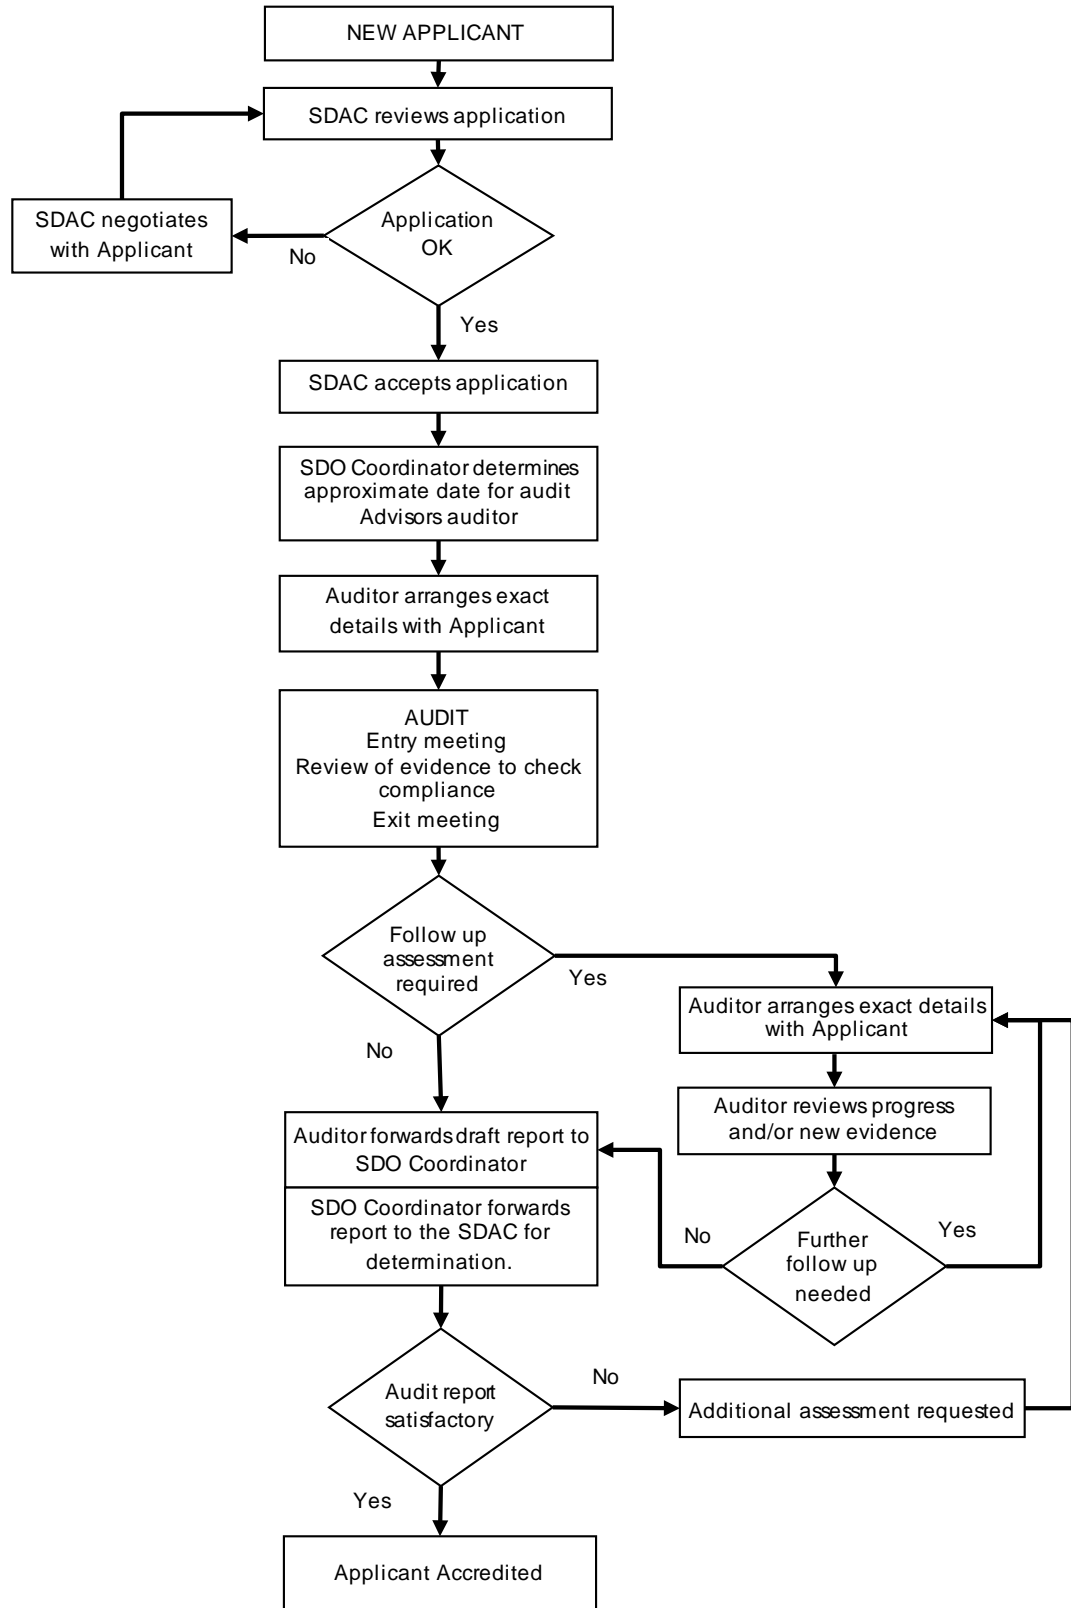 NEW APPLICANT
SDAC reviews application
SDAC negotiates
with Applicant
Application
OK
No
Yes
SDAC accepts application
SDO Coordinator determines
approximate date for audit
Advisors auditor
Auditor arranges exact
details with Applicant
AUDIT
Entry meeting
Review of evidence to check
compliance
Exit meeting
Follow up
assessment
required
Yes
No
Auditor arranges exact details
with Applicant
Auditor reviews progress
and/or new evidence
Further
follow up
needed
No
Yes
Auditor forwards draft report to
SDO Coordinator
SDO Coordinator forwards
report to the SDAC for
determination.
Audit report
satisfactory
No
Additional assessment requested
Yes
Applicant Accredited